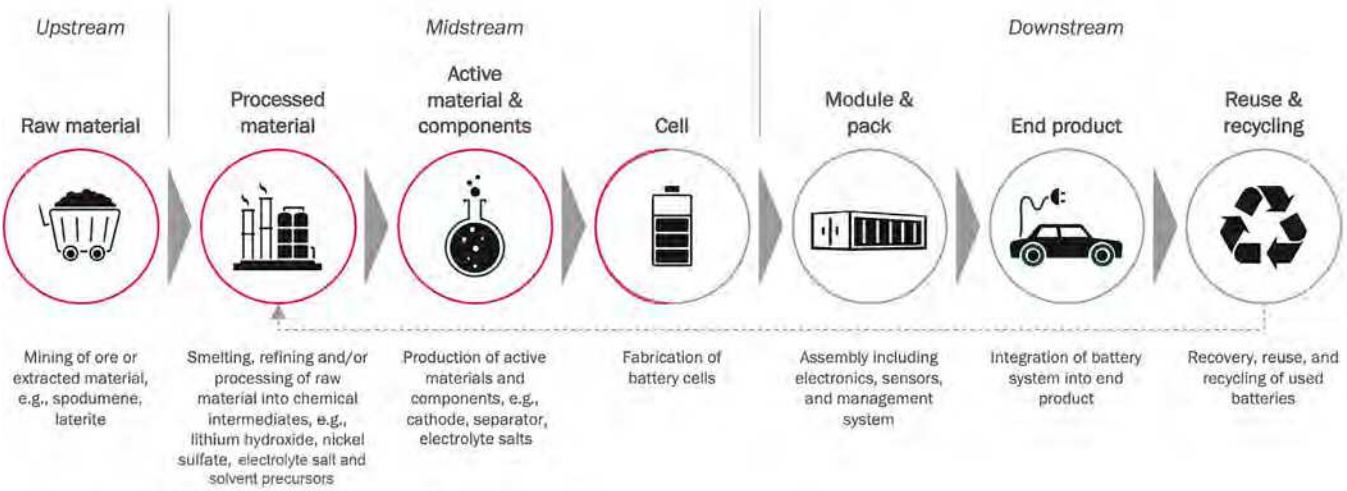 Upstream
Midstream
Downstream
Raw material
Processed
material
Active
material &
components
Cell
Module &
pack
End product
Reuse &
recycling
Mining of ore or
extracted material,
e.g., spodumene,
laterite
Smelting, refining and/or
processing of raw
material into chemical
intermediates, e.g.,
lithium hydroxide, nickel
sulfate, electrolyte salt and
solvent precursors
Production of active
materials and
components, e.g.,
cathode, separator,
electrolyte salts
Fabrication of
battery cells
Assembly including
electronics, sensors,
and management
system
Integration of battery
system into end
product
Recovery, reuse, and
recycling of used
batteries